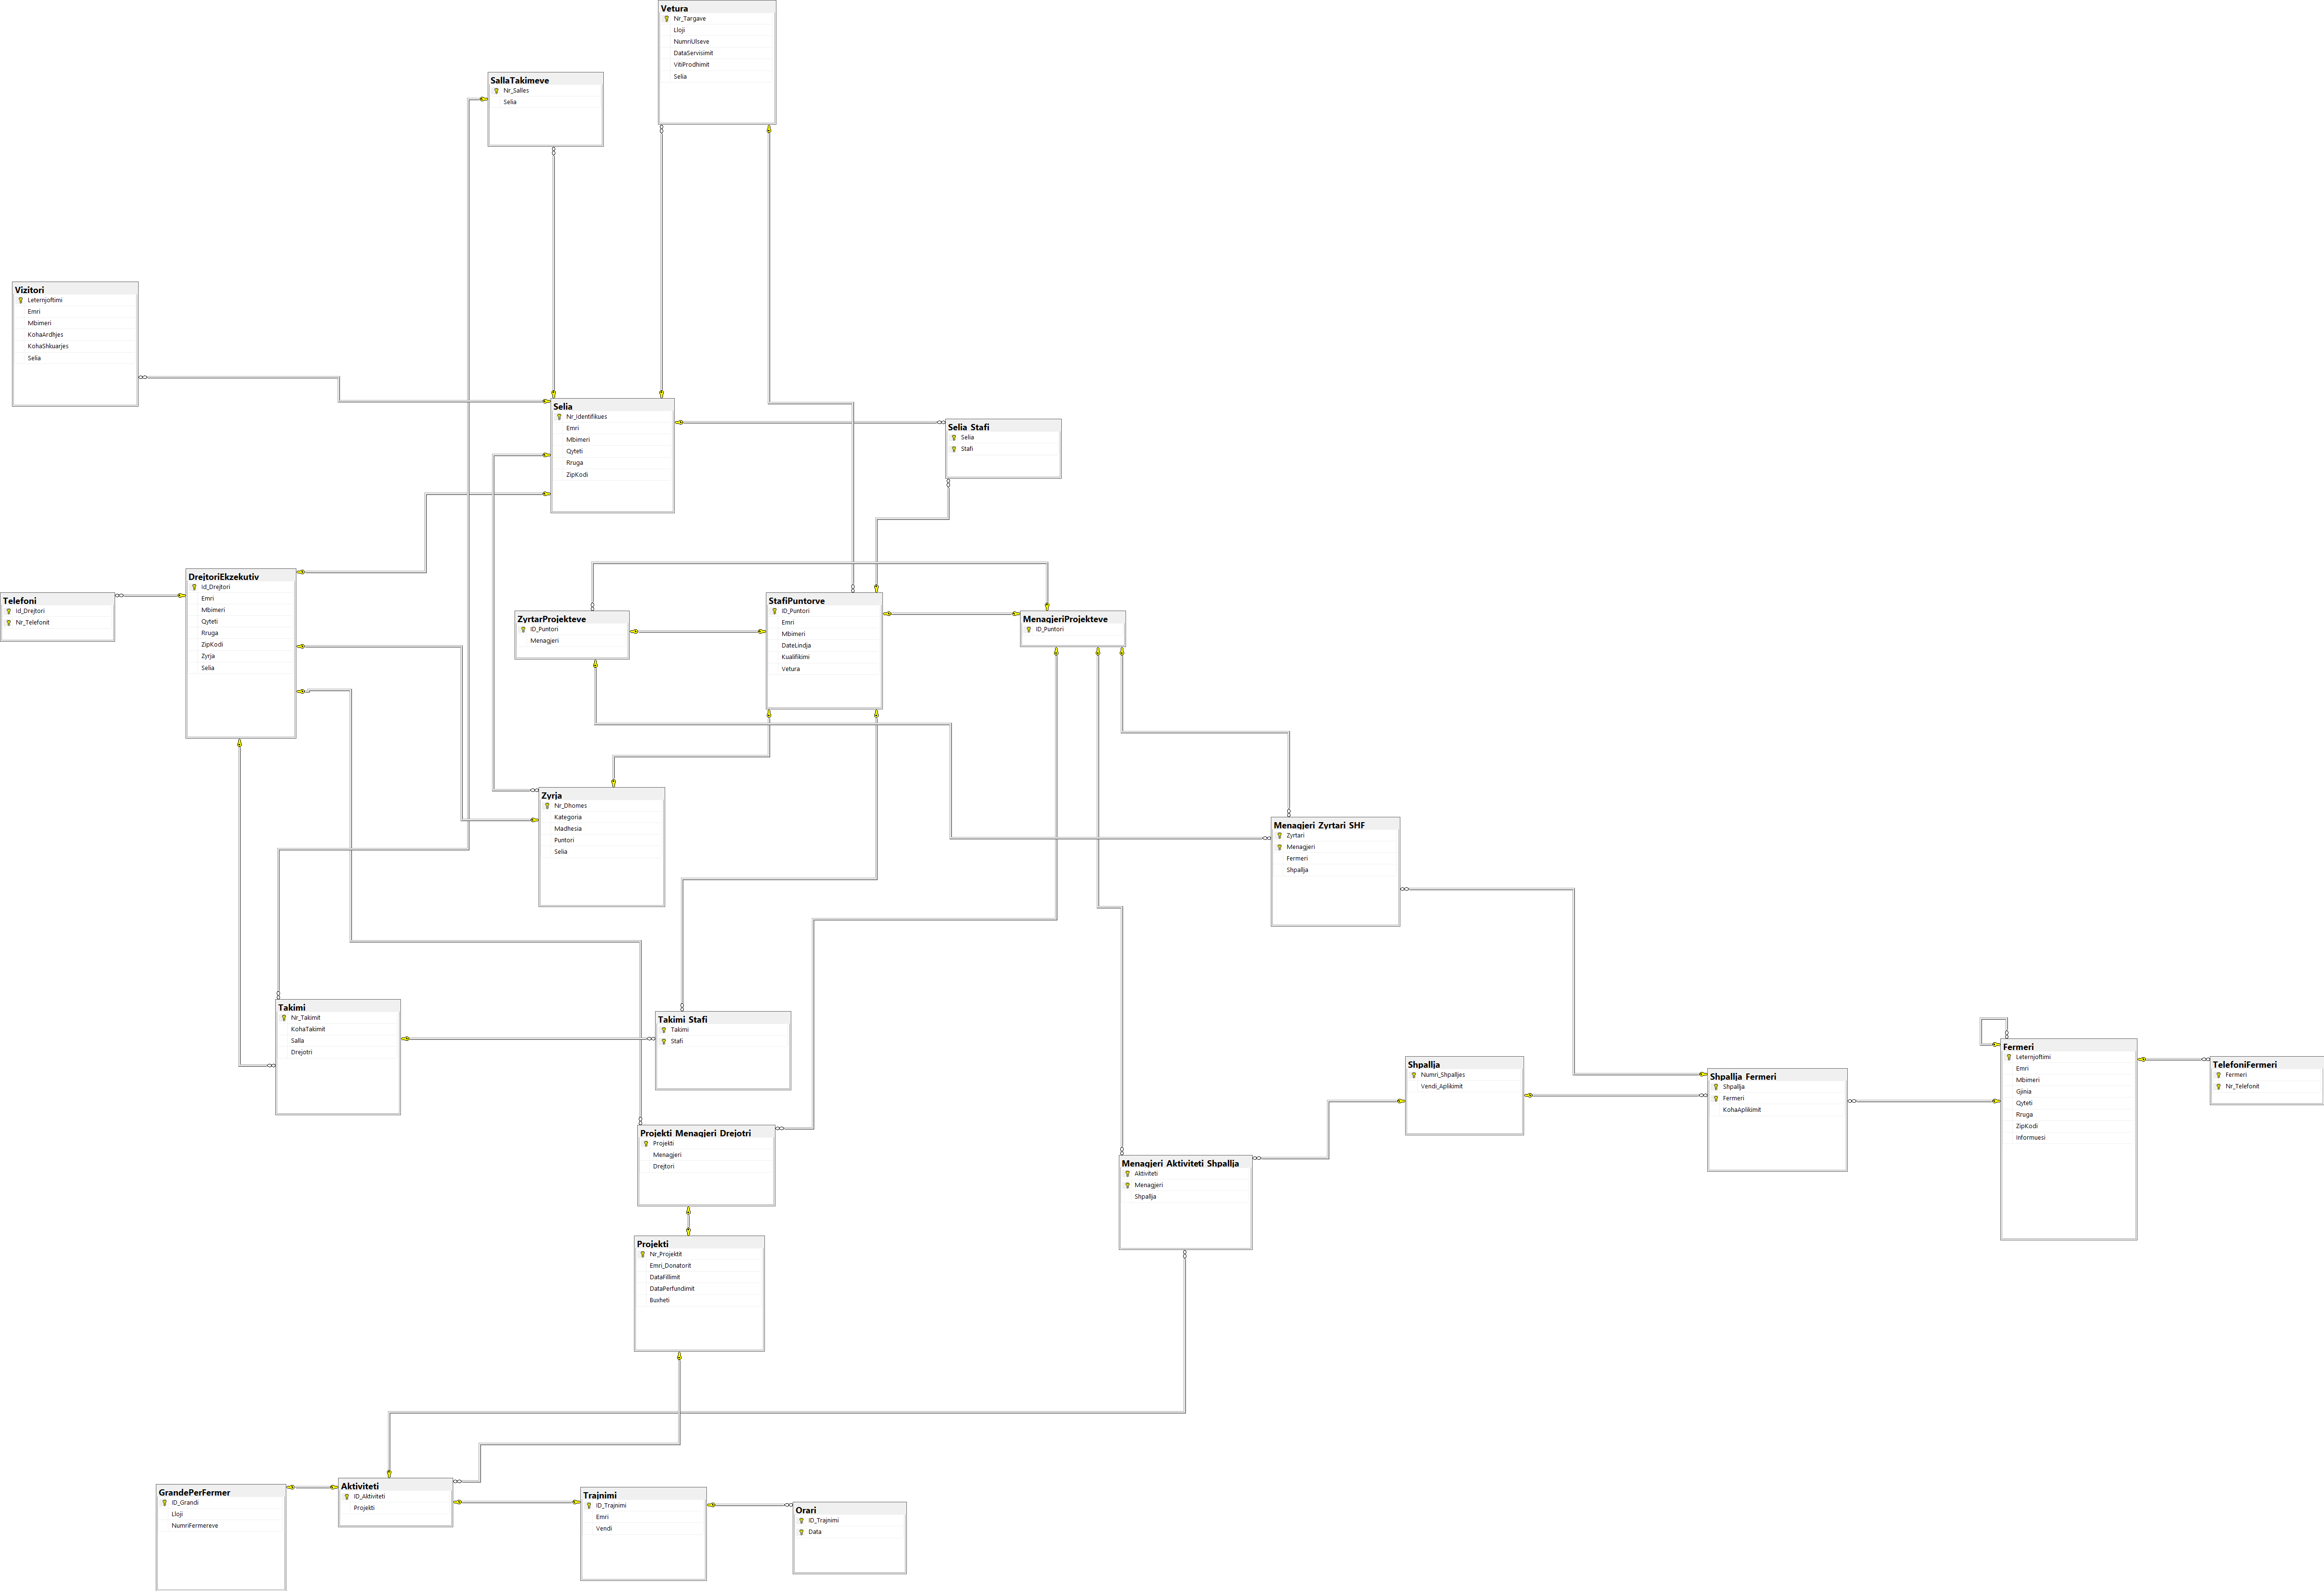 Vetura
Nr_Targave
Lloji
NumriUlseve
DataServisimit
VitiProdhimit
Selia
SallaTakimeve
Nr_Salles
Selia
Vizitori
Leternjoftimi
Emri
Mbimeri
KohaArdhjes
KohaShkuarjes
Selia
Selia
Nr_Identifikues
Emri
Mbimeri
Qyteti
Rruga
ZipKodi
Selia_Stafi
Selia
Stafi
DrejtoriEkzekutiv
Id_Drejtori
Emri
Mbimeri
Qyteti
Rruga
ZipKodi
Zyrja
Selia
Telefoni
Id_Drejtori
Nr_Telefonit
ZyrtarProjekteve
ID_Puntori
Menagjeri
StafiPuntorve
ID_Puntori
Emri
Mbimeri
DateLindja
Kualifikimi
Vetura
MenagjeriProjekteve
ID_Puntori
Zyrja
Nr_Dhomes
Kategoria
Madhesia
Puntori
Selia
Menagjeri_Zyrtari_SHF
Zyrtari
Menagjeri
Fermeri
Shpallja
Takimi
Nr_Takimit
KohaTakimit
Salla
Drejotri
Takimi_Stafi
Takimi
Stafi
Projekti_Menagjeri_Drejotri
Projekti
Menagjeri
Drejtori
Menagjeri_Aktiviteti_Shpallja
Aktiviteti
Menagjeri
Shpallja
Shpallja
Numri_Shpalljes
Vendi_Aplikimit
Shpallja_Fermeri
Shpallja
Fermeri
KohaAplikimit
Fermeri
Leternjoftimi
Emri
Mbimeri
Gjinia
Qyteti
Rruga
ZipKodi
Informuesi
TelefoniFermeri
Fermeri
Nr_Telefonit
Projekti
Nr_Projektit
Emri_Donatorit
DataFillimit
DataPerfundimit
Buxheti
GrandePerFermer
ID_Grandi
Lloji
NumriFermereve
Aktiviteti
ID_Aktiviteti
Projekti
Trajnimi
ID_Trajnimi
Emri
Vendi
Orari
ID_Trajnimi
Data